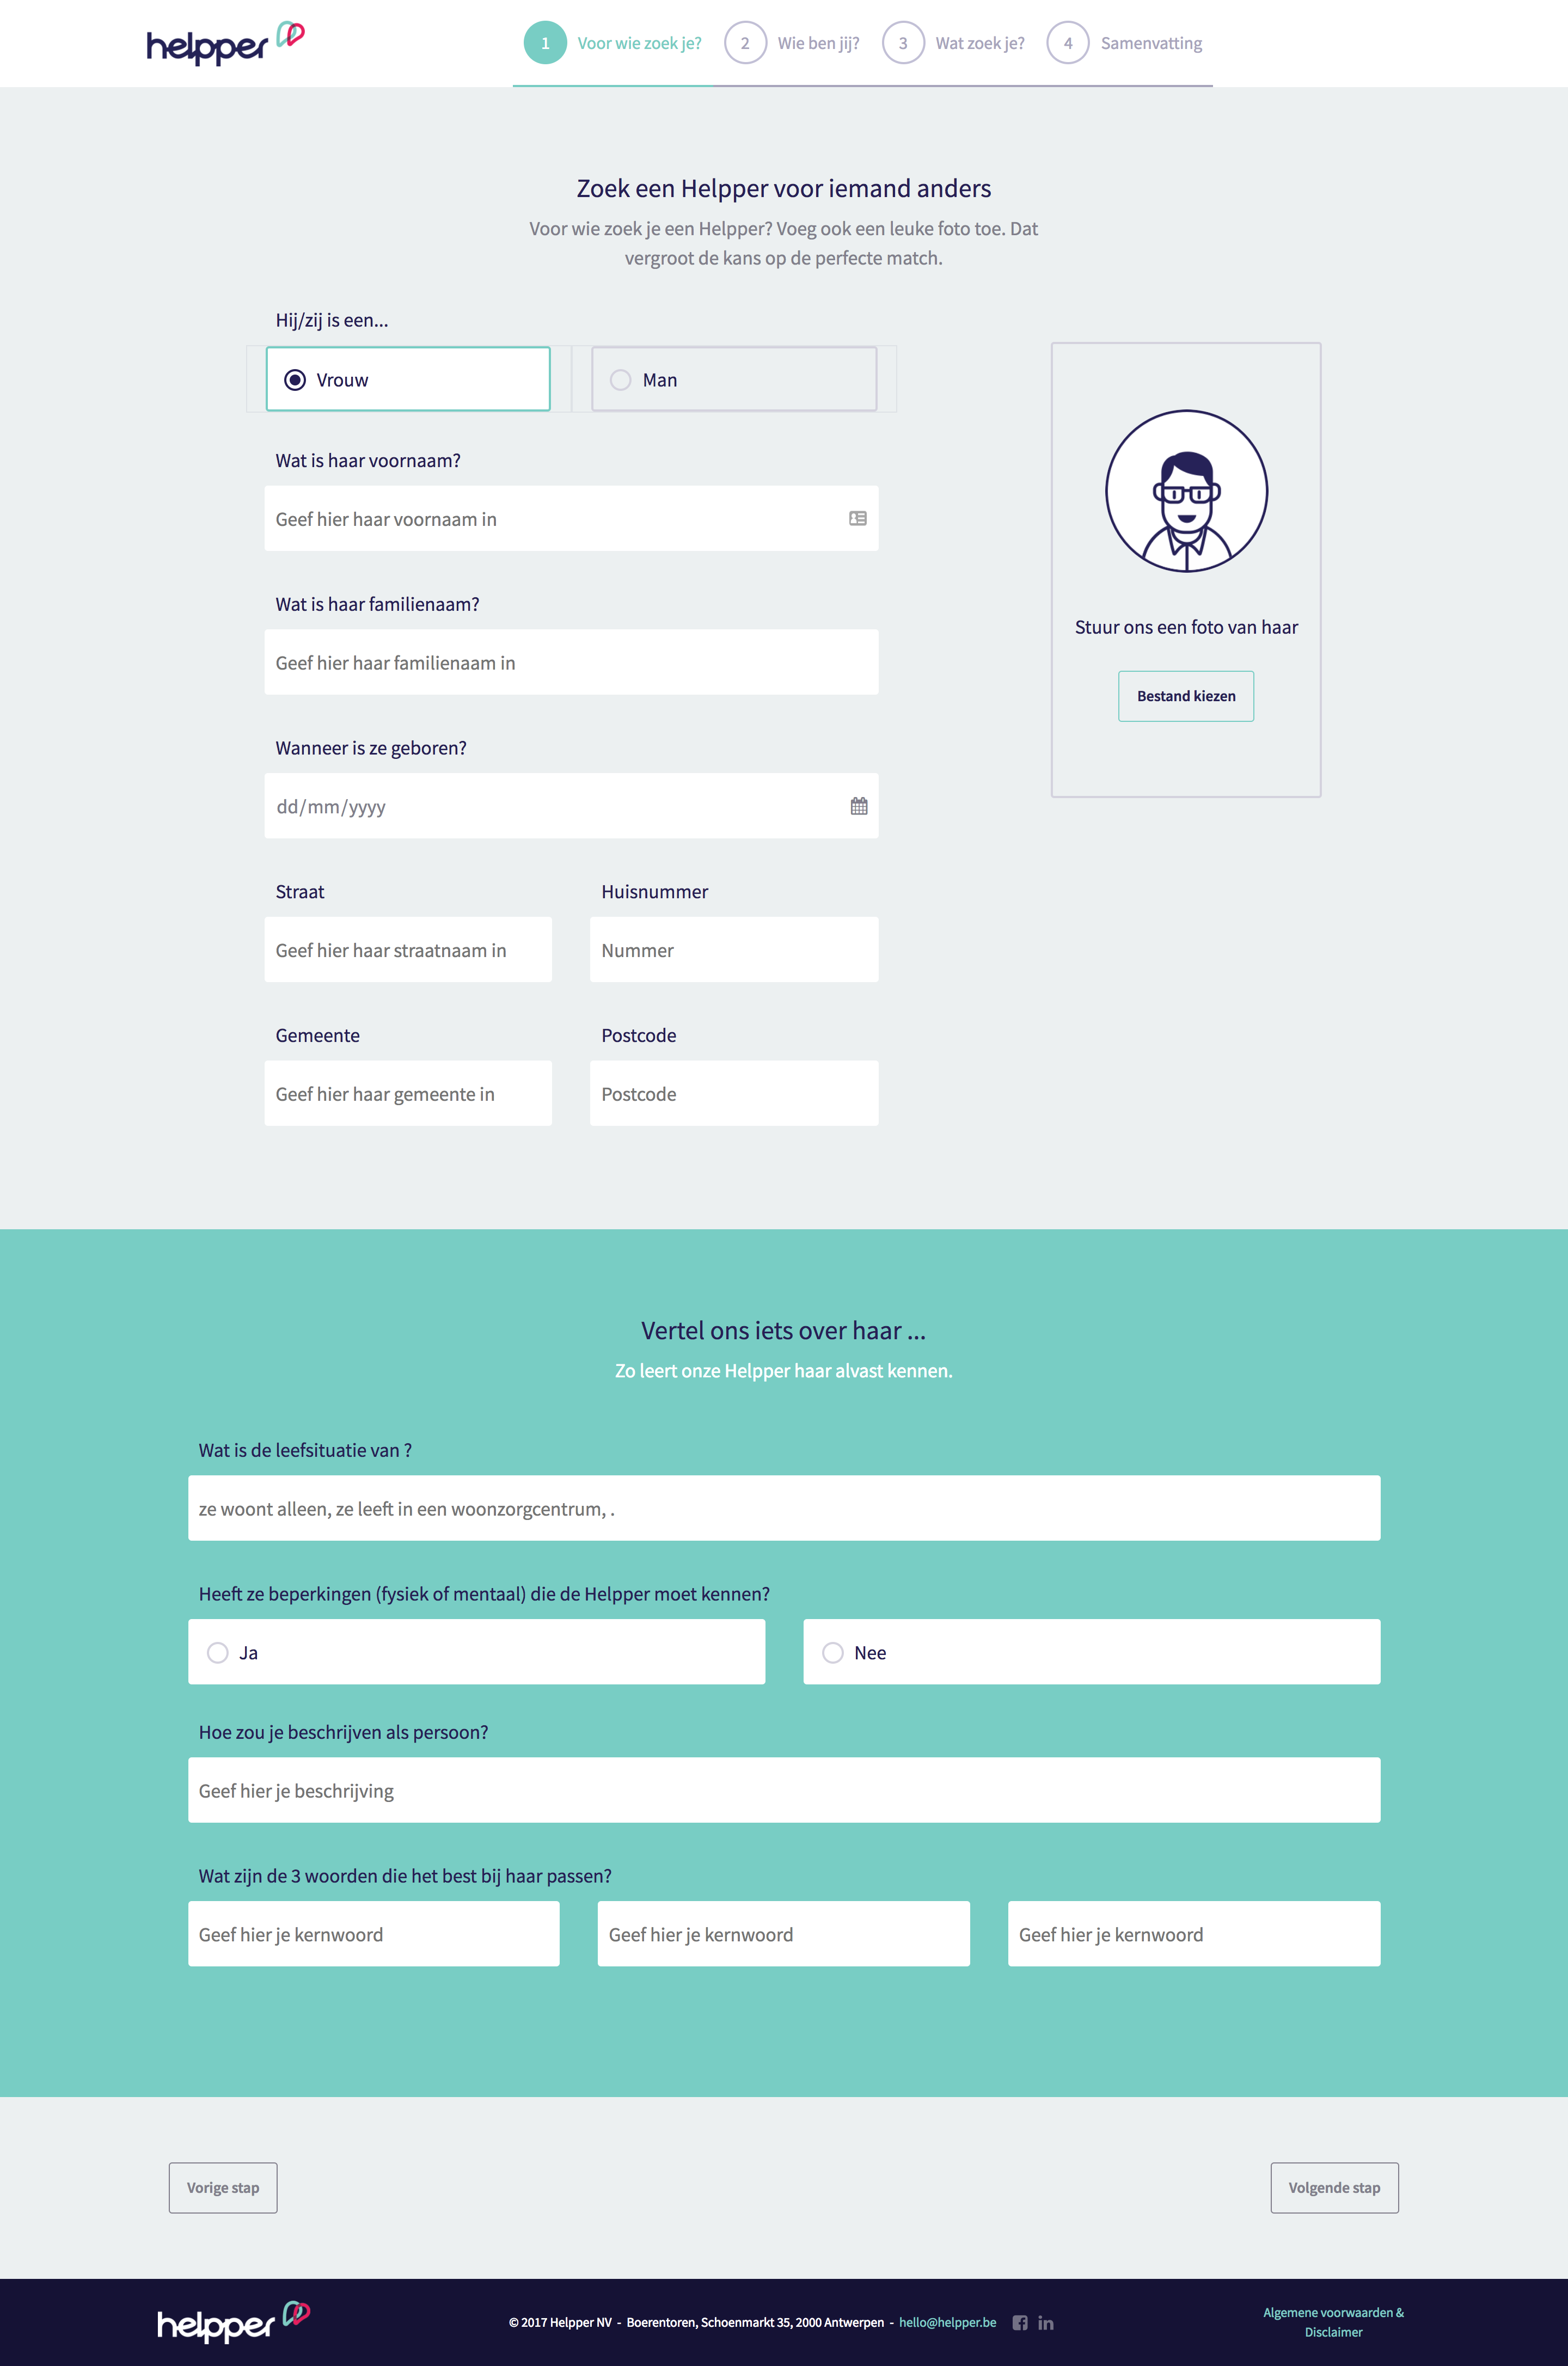 helpper
1 Voor wie zoek je? 2 Wie ben jij? 3 Wat zoek je? 4 Samenvatting
Zoek een Helpper voor iemand anders
Voor wie zoek je een Helpper? Voeg ook een leuke foto toe. Dat
vergroot de kans op de perfecte match.
Hij/zij is een...
Vrouw
Man
Wat is haar voornaam?
Geef hier haar voornaam in
Wat is haar familienaam?
Geef hier haar familienaam in
Wanneer is ze geboren?
dd/mm/yyyy
Stuur ons een foto van haar
Bestand kiezen
Straat
Huisnummer
Geef hier haar straatnaam in
Nummer
Gemeente
Postcode
Geef hier haar gemeente in
Postcode
Vertel ons iets over haar ...
Zo leert onze Helpper haar alvast kennen.
Wat is de leefsituatie van ?
ze woont alleen, ze leeft in een woonzorgcentrum, .
Heeft ze beperkingen (fysiek of mentaal) die de Helpper moet kennen?
Ja
Nee
Hoe zou je beschrijven als persoon?
Geef hier je beschrijving
Wat zijn de 3 woorden die het best bij haar passen?
Geef hier je kernwoord
Geef hier je kernwoord
Geef hier je kernwoord
Vorige stap
Volgende stap
helpper
© 2017 Helpper NV - Boerentoren, Schoenmarkt 35, 2000 Antwerpen - hello@helpper.be
Algemene voorwaarden &
Disclaimer